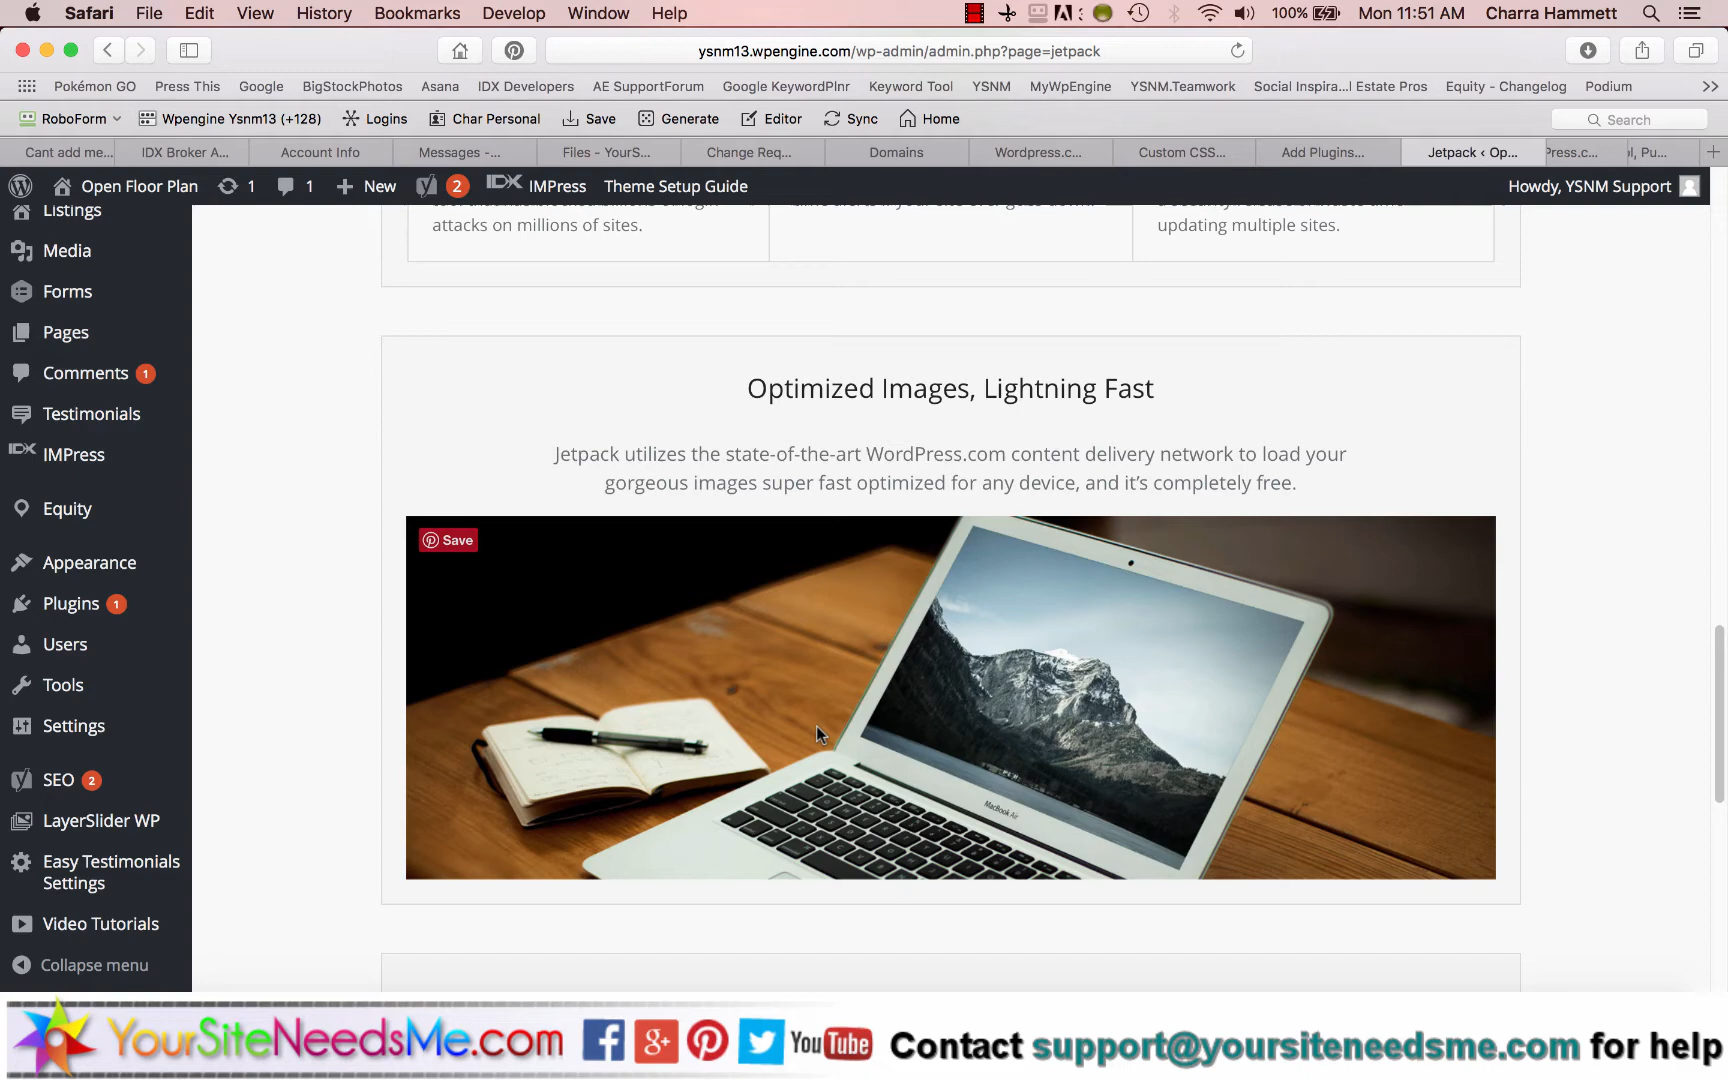 Safari File Edit View History Bookmarks Develop Window Help 100% Mon 11:51 AM Charra Hammett
ysnm13.wpengine.com/wp-admin/admin.php?page=jetpack
Pokémon GO Press This Google BigStockPhotos Asana IDX Developers AE SupportForum Google KeywordPlnr Keyword Tool YSNM MyWpEngine YSNM.Teamwork Social Inspira...l Estate Pros Equity - Changelog Podium
RoboForm Wpengine Ysnm13 (+128) Logins Char Personal Save Generate Editor Sync Home Search
Cant add me... IDX Broker A... Account Info Messages -... Files - YourS... Change Req... Domains Wordpress.c... Custom CSS... Add Plugins... Jetpack ‹ Op... Press.c... l, Pu...
Open Floor Plan 1 1 New 2 IDX IMPress Theme Setup Guide Howdy, YSNM Support
Listings
Media
Forms
Pages
Comments 1
Testimonials
IDX IMPress
Equity
Appearance
Plugins 1
Users
Tools
Settings
SEO 2
LayerSlider WP
Easy Testimonials
Settings
Video Tutorials
Collapse menu
attacks on millions of sites.
updating multiple sites.
Optimized Images, Lightning Fast
Jetpack utilizes the state-of-the-art WordPress.com content delivery network to load your
gorgeous images super fast optimized for any device, and it's completely free.
Save
MacBook Air
YourSiteNeedsMe.com You Tube Contact support@yoursiteneedsme.com for help